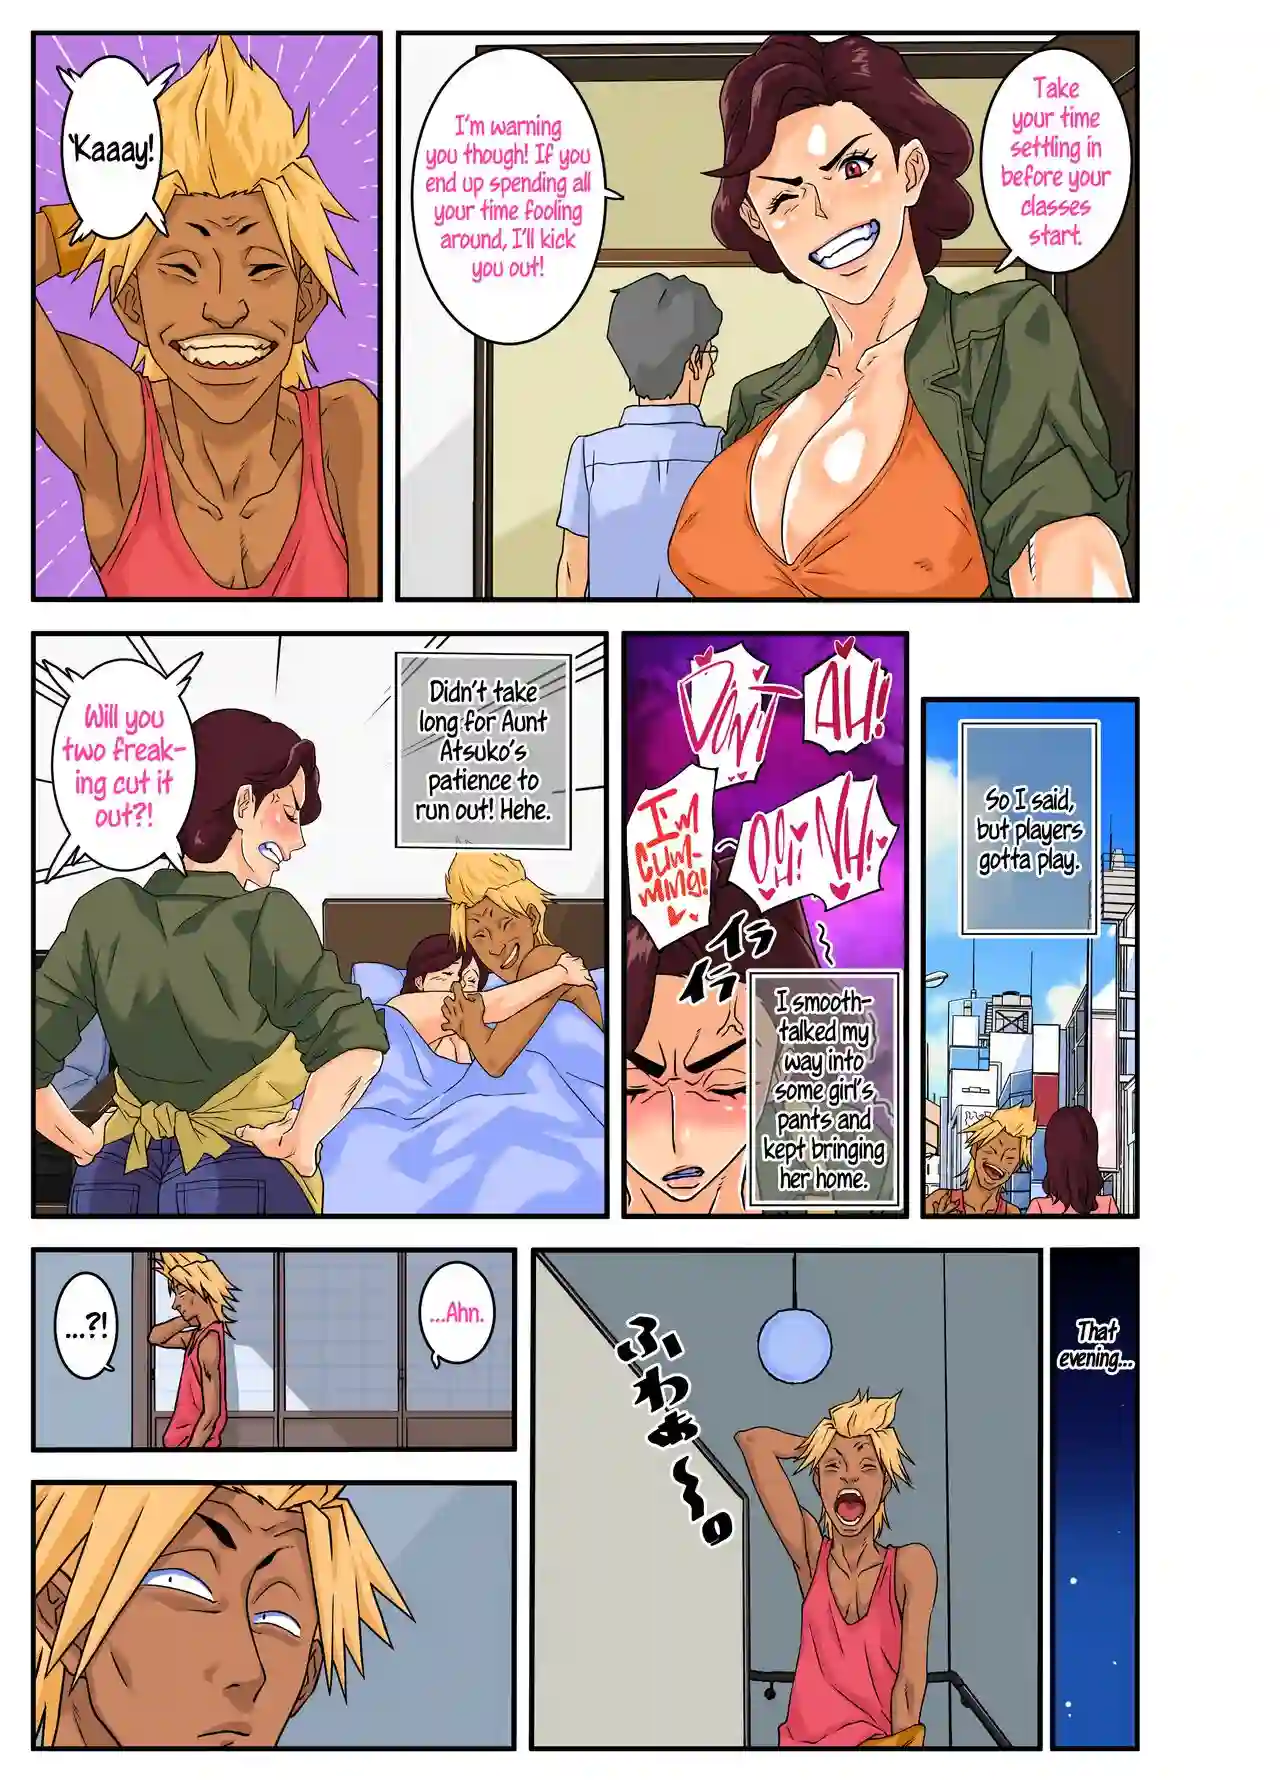 Take
your time
settling in
before your
classes
start.
I'm warning
you though! If you
end up spending all
your time fooling
around, I'll kick
you out!
'Kaaay!
So I said,
but players
gotta play.
AH!
DON'T
OH! NH!
I'M
CUM-
MING!
イライラ
I smooth-
talked my
way into
some girl's
pants and
kept bringing
her home.
Didn't take
long for Aunt
Atsuko's
patience to
run out! Hehe.
Will you
two freak-
ing cut it
out?!
That
evening...
ふわぁ〜〜。
...Ahn.
...?!